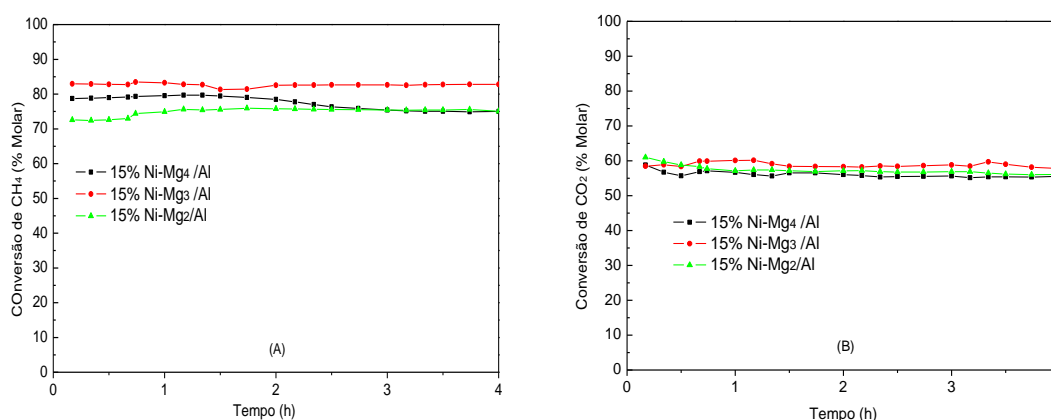 100
90
80
70
60
50
40
30
20
10
0
COnversão de CH4 (% Molar)
15% Ni-Mg4 /Al
15% Ni-Mg3 /Al
15% Ni-Mg2/Al
(A)
0 1 2 3 4
Tempo (h)
100
90
80
70
60
50
40
30
20
10
0
Conversão de CO2 (% Molar)
15% Ni-Mg4 /Al
15% Ni-Mg3 /Al
15% Ni-Mg2/Al
(B)
0 1 2 3
Tempo (h)